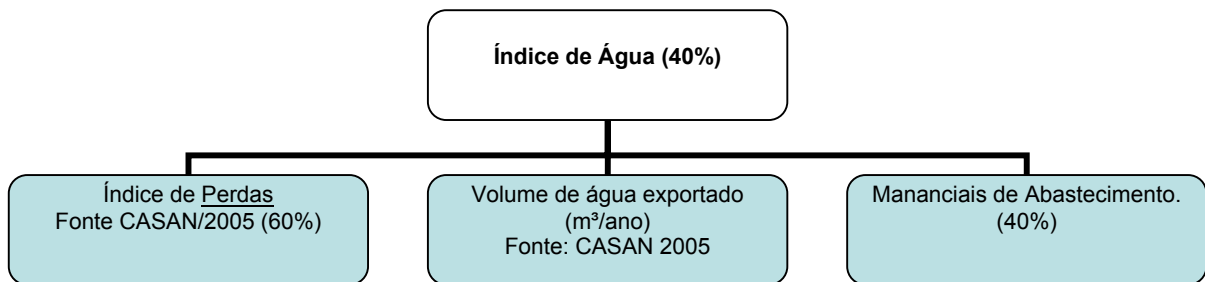 Índice de Água (40%)
Índice de Perdas
Fonte CASAN/2005 (60%)
Volume de água exportado
(m³/ano)
Fonte: CASAN 2005
Mananciais de Abastecimento.
(40%)